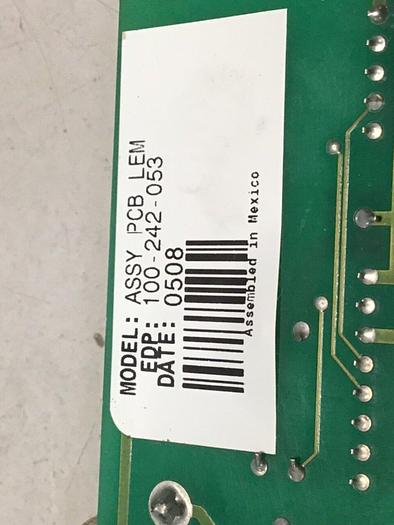 MODEL: ASSY PCB LEM
EDP: 100-242-053
DATE: 0508
Assembled in Mexico